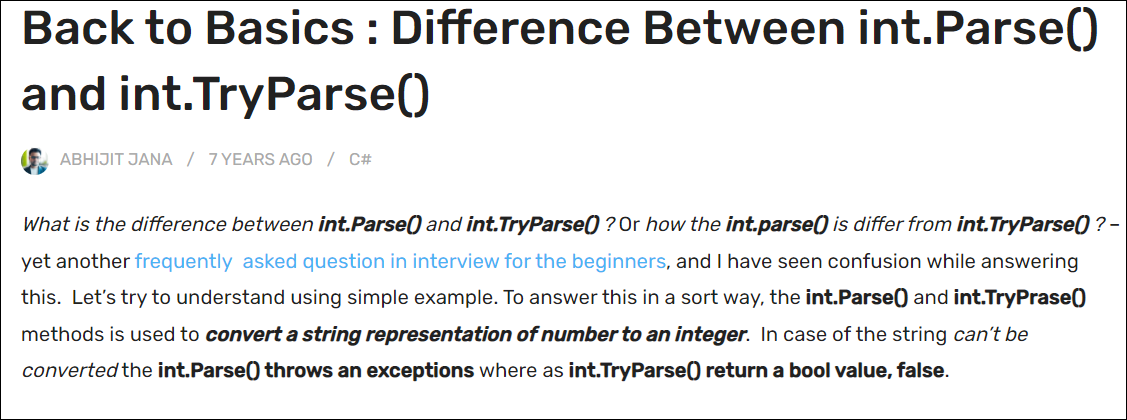 Back to Basics : Difference Between int.Parse()
and int.TryParse()
ABHIJIT JANA / 7 YEARS AGO / C#
What is the difference between int.Parse() and int.TryParse() ? Or how the int.parse() is differ from int.TryParse() ? –
yet another frequently  asked question in interview for the beginners, and I have seen confusion while answering
this.  Let’s try to understand using simple example. To answer this in a sort way, the int.Parse() and int.TryPrase()
methods is used to convert a string representation of number to an integer.  In case of the string can’t be
converted the int.Parse() throws an exceptions where as int.TryParse() return a bool value, false.